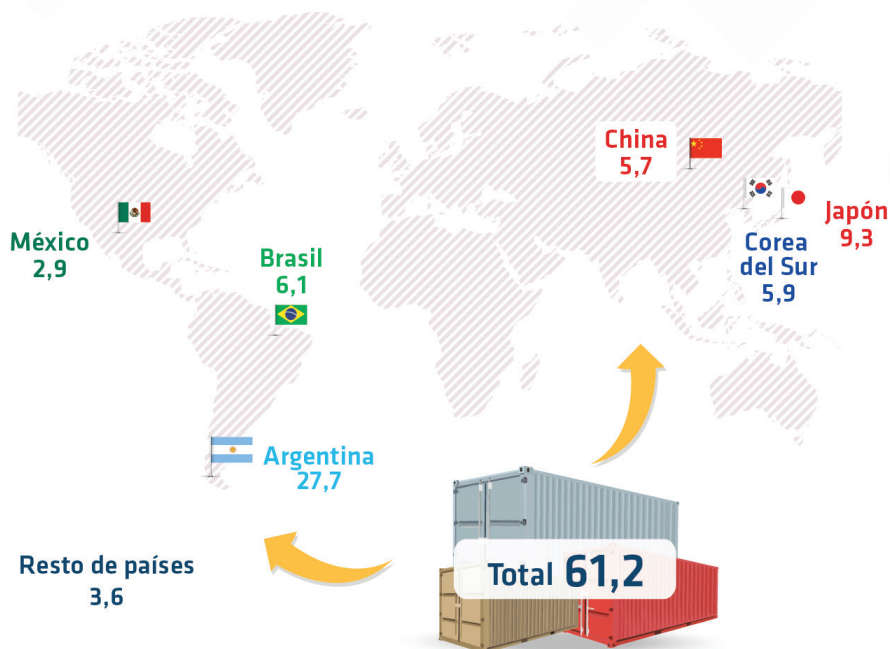 China
5,7
Japón
9,3
Corea
del Sur
5,9
México
2,9
Brasil
6,1
Argentina
27,7
Resto de países
3,6
Total 61,2